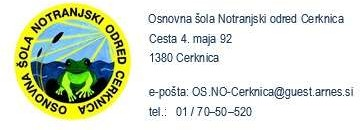 OSNOVNA ŠOLA NOTRANJSKI ODRED CERKNICA
Osnovna šola Notranjski odred Cerknica
Cesta 4. maja 92
1380 Cerknica
e-pošta: OS.NO-Cerknica@guest.arnes.si
tel.: 01 / 70–50–520